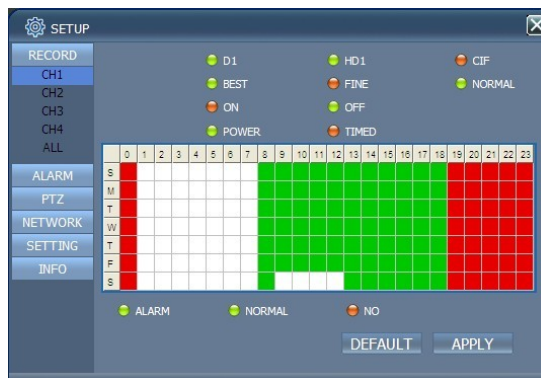 SETUP
RECORD
CH1
CH2
CH3
CH4
ALL
ALARM
PTZ
NETWORK
SETTING
INFO
D1 HD1 CIF
BEST FINE NORMAL
ON OFF
POWER TIMED
0 1 2 3 4 5 6 7 8 9 10 11 12 13 14 15 16 17 18 19 20 21 22 23
S
M
T
W
T
F
S
ALARM NORMAL NO
DEFAULT APPLY